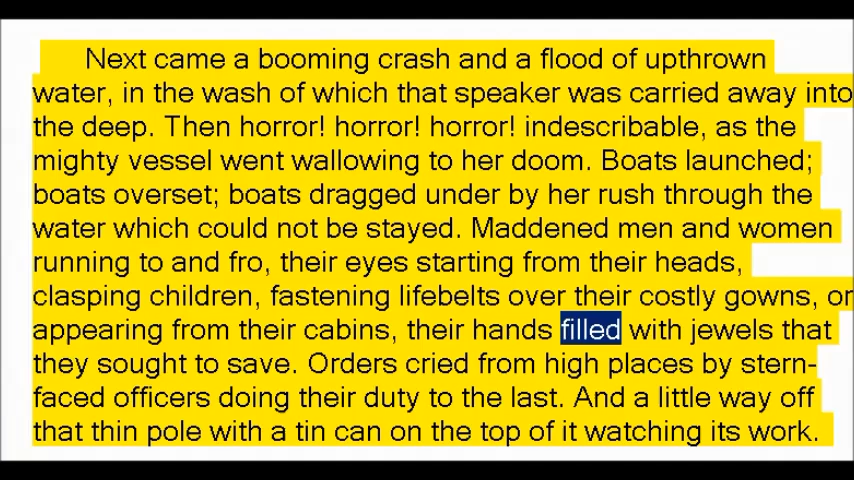 Next came a booming crash and a flood of upthrown
water, in the wash of which that speaker was carried away into
the deep. Then horror! horror! horror! indescribable, as the
mighty vessel went wallowing to her doom. Boats launched;
boats overset; boats dragged under by her rush through the
water which could not be stayed. Maddened men and women
running to and fro, their eyes starting from their heads,
clasping children, fastening lifebelts over their costly gowns, or
appearing from their cabins, their hands filled with jewels that
they sought to save. Orders cried from high places by stern-
faced officers doing their duty to the last. And a little way off
that thin pole with a tin can on the top of it watching its work.